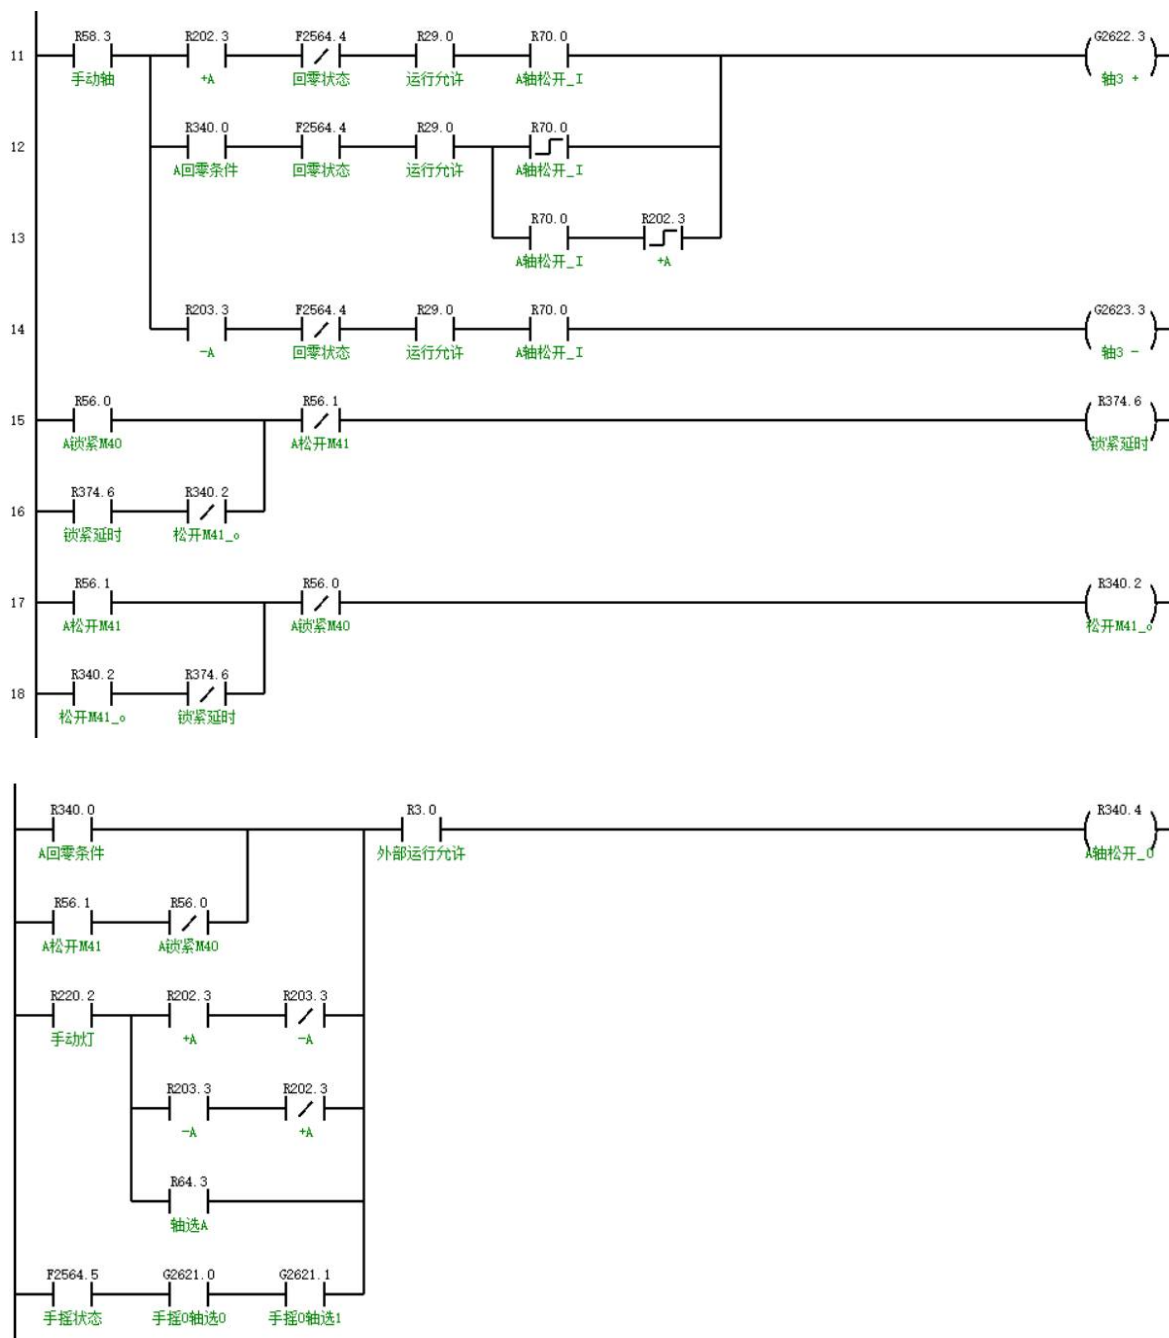 R58.3 R202.3 F2564.4 R29.0 R70.0 G2622.3
11
手动轴 +A 回零状态 运行允许 A轴松开_I 轴3 +
R340.0 F2564.4 R29.0 R70.0
12
A回零条件 回零状态 运行允许 A轴松开_I
R70.0 R202.3
13
A轴松开_I +A
R203.3 F2564.4 R29.0 R70.0 G2623.3
14
-A 回零状态 运行允许 A轴松开_I 轴3 -
R56.0 R56.1 R374.6
15
A锁紧M40 A松开M41 锁紧延时
R374.6 R340.2
16
锁紧延时 松开M41_o
R56.1 R56.0 R340.2
17
A松开M41 A锁紧M40 松开M41_o
R340.2 R374.6
18
松开M41_o 锁紧延时
R340.0 R3.0 R340.4
A回零条件 外部运行允许 A轴松开_O
R56.1 R56.0
A松开M41 A锁紧M40
R220.2 R202.3 R203.3
手动灯 +A -A
R203.3 R202.3
-A +A
R64.3
轴选A
F2564.5 G2621.0 G2621.1
手摇状态 手摇0轴选0 手摇0轴选1